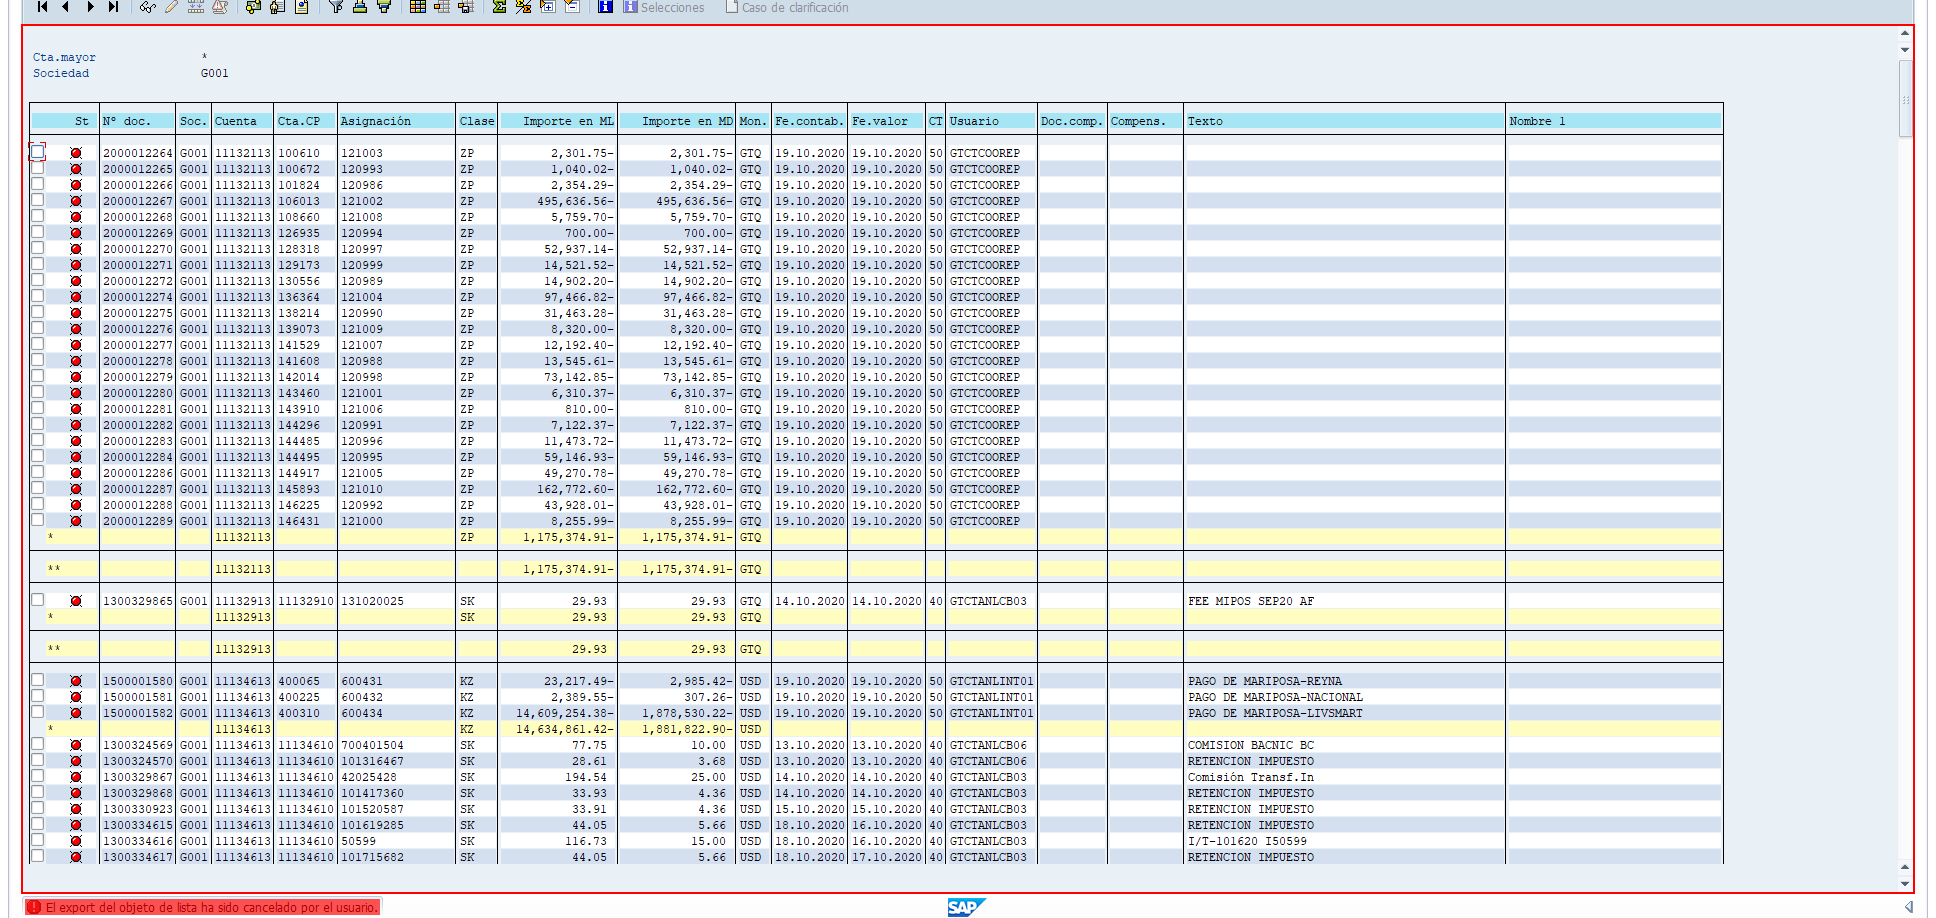 Selecciones Caso de clarificación
Cta.mayor *
Sociedad G001
St Nº doc. Soc. Cuenta Cta.CP Asignación Clase Importe en ML Importe en MD Mon. Fe.contab. Fe.valor CT Usuario Doc.comp. Compens. Texto Nombre 1
2000012264 G001 11132113 100610 121003 ZP 2,301.75- 2,301.75- GTQ 19.10.2020 19.10.2020 50 GTCTCOOREP
2000012265 G001 11132113 100672 120993 ZP 1,040.02- 1,040.02- GTQ 19.10.2020 19.10.2020 50 GTCTCOOREP
2000012266 G001 11132113 101824 120986 ZP 2,354.29- 2,354.29- GTQ 19.10.2020 19.10.2020 50 GTCTCOOREP
2000012267 G001 11132113 106013 121002 ZP 495,636.56- 495,636.56- GTQ 19.10.2020 19.10.2020 50 GTCTCOOREP
2000012268 G001 11132113 108660 121008 ZP 5,759.70- 5,759.70- GTQ 19.10.2020 19.10.2020 50 GTCTCOOREP
2000012269 G001 11132113 126935 120994 ZP 700.00- 700.00- GTQ 19.10.2020 19.10.2020 50 GTCTCOOREP
2000012270 G001 11132113 128318 120997 ZP 52,937.14- 52,937.14- GTQ 19.10.2020 19.10.2020 50 GTCTCOOREP
2000012271 G001 11132113 129173 120999 ZP 14,521.52- 14,521.52- GTQ 19.10.2020 19.10.2020 50 GTCTCOOREP
2000012272 G001 11132113 130556 120989 ZP 14,902.20- 14,902.20- GTQ 19.10.2020 19.10.2020 50 GTCTCOOREP
2000012274 G001 11132113 136364 121004 ZP 97,466.82- 97,466.82- GTQ 19.10.2020 19.10.2020 50 GTCTCOOREP
2000012275 G001 11132113 138214 120990 ZP 31,463.28- 31,463.28- GTQ 19.10.2020 19.10.2020 50 GTCTCOOREP
2000012276 G001 11132113 139073 121009 ZP 8,320.00- 8,320.00- GTQ 19.10.2020 19.10.2020 50 GTCTCOOREP
2000012277 G001 11132113 141529 121007 ZP 12,192.40- 12,192.40- GTQ 19.10.2020 19.10.2020 50 GTCTCOOREP
2000012278 G001 11132113 141608 120988 ZP 13,545.61- 13,545.61- GTQ 19.10.2020 19.10.2020 50 GTCTCOOREP
2000012279 G001 11132113 142014 120998 ZP 73,142.85- 73,142.85- GTQ 19.10.2020 19.10.2020 50 GTCTCOOREP
2000012280 G001 11132113 143460 121001 ZP 6,310.37- 6,310.37- GTQ 19.10.2020 19.10.2020 50 GTCTCOOREP
2000012281 G001 11132113 143910 121006 ZP 810.00- 810.00- GTQ 19.10.2020 19.10.2020 50 GTCTCOOREP
2000012282 G001 11132113 144296 120991 ZP 7,122.37- 7,122.37- GTQ 19.10.2020 19.10.2020 50 GTCTCOOREP
2000012283 G001 11132113 144485 120996 ZP 11,473.72- 11,473.72- GTQ 19.10.2020 19.10.2020 50 GTCTCOOREP
2000012284 G001 11132113 144495 120995 ZP 59,146.93- 59,146.93- GTQ 19.10.2020 19.10.2020 50 GTCTCOOREP
2000012286 G001 11132113 144917 121005 ZP 49,270.78- 49,270.78- GTQ 19.10.2020 19.10.2020 50 GTCTCOOREP
2000012287 G001 11132113 145893 121010 ZP 162,772.60- 162,772.60- GTQ 19.10.2020 19.10.2020 50 GTCTCOOREP
2000012288 G001 11132113 146225 120992 ZP 43,928.01- 43,928.01- GTQ 19.10.2020 19.10.2020 50 GTCTCOOREP
2000012289 G001 11132113 146431 121000 ZP 8,255.99- 8,255.99- GTQ 19.10.2020 19.10.2020 50 GTCTCOOREP
* 11132113 ZP 1,175,374.91- 1,175,374.91- GTQ
** 11132113 1,175,374.91- 1,175,374.91- GTQ
1300329865 G001 11132913 11132910 131020025 SK 29.93 29.93 GTQ 14.10.2020 14.10.2020 40 GTCTANLCB03 FEE MIPOS SEP20 AF
* 11132913 SK 29.93 29.93 GTQ
** 11132913 29.93 29.93 GTQ
1500001580 G001 11134613 400065 600431 KZ 23,217.49- 2,985.42- USD 19.10.2020 19.10.2020 50 GTCTANLINT01 PAGO DE MARIPOSA-REYNA
1500001581 G001 11134613 400225 600432 KZ 2,389.55- 307.26- USD 19.10.2020 19.10.2020 50 GTCTANLINT01 PAGO DE MARIPOSA-NACIONAL
1500001582 G001 11134613 400310 600434 KZ 14,609,254.38- 1,878,530.22- USD 19.10.2020 19.10.2020 50 GTCTANLINT01 PAGO DE MARIPOSA-LIVSMART
* 11134613 KZ 14,634,861.42- 1,881,822.90- USD
1300324569 G001 11134613 11134610 700401504 SK 77.75 10.00 USD 13.10.2020 13.10.2020 40 GTCTANLCB06 COMISION BACNIC BC
1300324570 G001 11134613 11134610 101316467 SK 28.61 3.68 USD 13.10.2020 13.10.2020 40 GTCTANLCB06 RETENCION IMPUESTO
1300329867 G001 11134613 11134610 42025428 SK 194.54 25.00 USD 14.10.2020 14.10.2020 40 GTCTANLCB03 Comisión Transf.In
1300329868 G001 11134613 11134610 101417360 SK 33.93 4.36 USD 14.10.2020 14.10.2020 40 GTCTANLCB03 RETENCION IMPUESTO
1300330923 G001 11134613 11134610 101520587 SK 33.91 4.36 USD 15.10.2020 15.10.2020 40 GTCTANLCB03 RETENCION IMPUESTO
1300334615 G001 11134613 11134610 101619285 SK 44.05 5.66 USD 18.10.2020 16.10.2020 40 GTCTANLCB03 RETENCION IMPUESTO
1300334616 G001 11134613 11134610 50599 SK 116.73 15.00 USD 18.10.2020 16.10.2020 40 GTCTANLCB03 I/T-101620 I50599
1300334617 G001 11134613 11134610 101715682 SK 44.05 5.66 USD 18.10.2020 17.10.2020 40 GTCTANLCB03 RETENCION IMPUESTO
El export del objeto de lista ha sido cancelado por el usuario. SAP